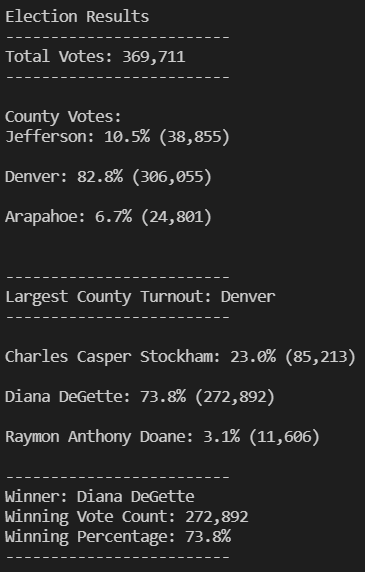 Election Results
-------------------------
Total Votes: 369,711
-------------------------
County Votes:
Jefferson: 10.5% (38,855)
Denver: 82.8% (306,055)
Arapahoe: 6.7% (24,801)
-------------------------
Largest County Turnout: Denver
-------------------------
Charles Casper Stockham: 23.0% (85,213)
Diana DeGette: 73.8% (272,892)
Raymon Anthony Doane: 3.1% (11,606)
-------------------------
Winner: Diana DeGette
Winning Vote Count: 272,892
Winning Percentage: 73.8%
-------------------------